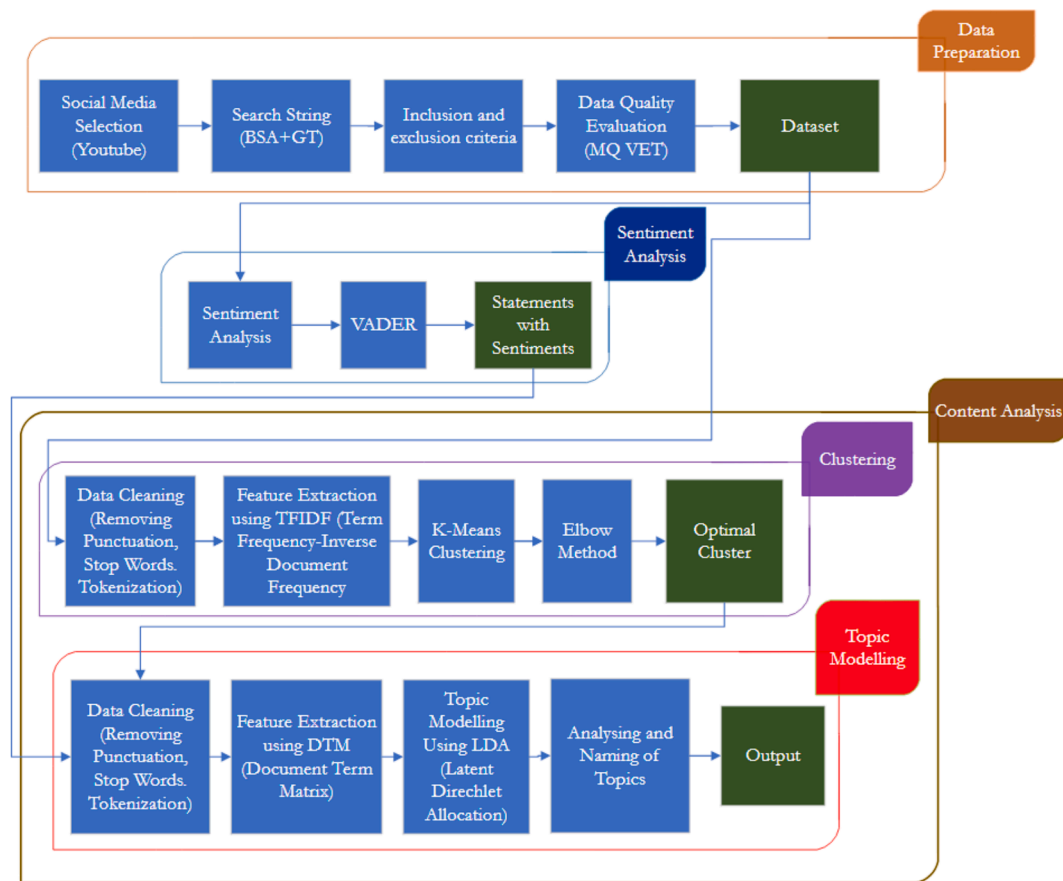 Data
Preparation
Social Media
Selection
(Youtube)
Search String
(BSA+GT)
Inclusion and
exclusion criteria
Data Quality
Evaluation
(MQ VET)
Dataset
Sentiment
Analysis
Sentiment
Analysis
VADER
Statements
with
Sentiments
Content Analysis
Clustering
Data Cleaning
(Removing
Punctuation,
Stop Words.
Tokenization)
Feature Extraction
using TFIDF (Term
Frequency-Inverse
Document
Frequency
K-Means
Clustering
Elbow
Method
Optimal
Cluster
Topic
Modelling
Data Cleaning
(Removing
Punctuation,
Stop Words.
Tokenization)
Feature Extraction
using DTM
(Document Term
Matrix)
Topic
Modelling
Using LDA
(Latent
Direchlet
Allocation)
Analysing and
Naming of
Topics
Output